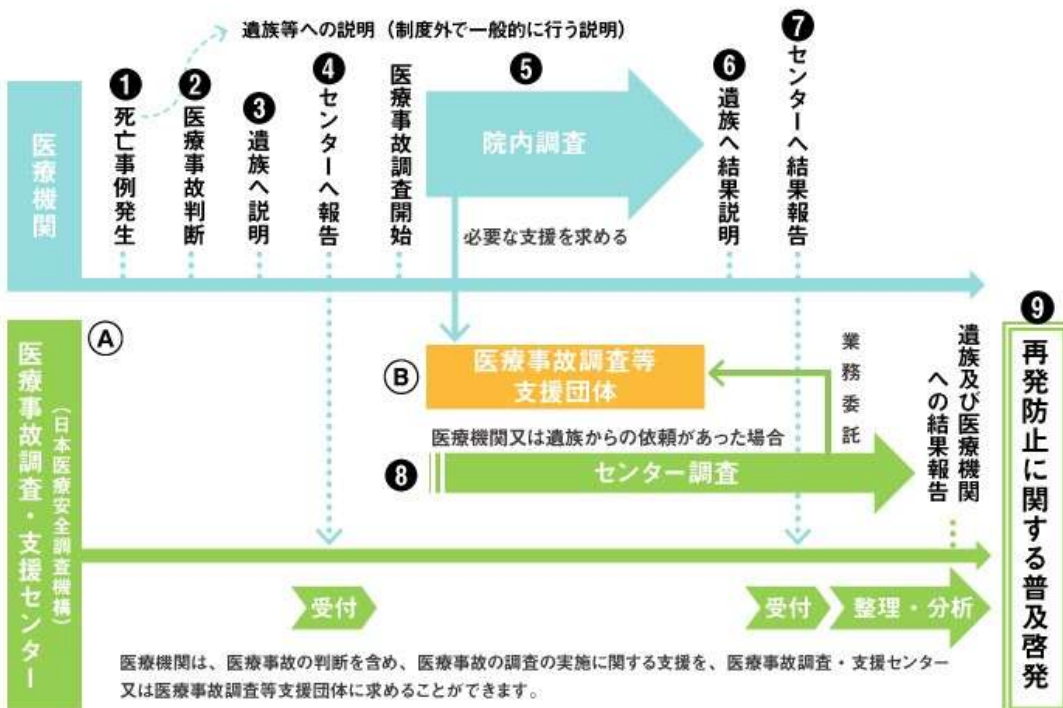 遺族等への説明（制度外で一般的に行う説明）
医療機関
❶死亡事例発生
❷医療事故判断
❸遺族へ説明
❹センターへ報告
医療事故調査開始
❺
院内調査
❻遺族へ結果説明
❼センターへ結果報告
必要な支援を求める
医療事故調査・支援センター
（日本医療安全調査機構）
Ⓐ
Ⓑ
医療事故調査等
支援団体
業務委託
医療機関又は遺族からの依頼があった場合
❽
センター調査
遺族及び医療機関
への結果報告
❾
再発防止に関する普及啓発
受付
受付
整理・分析
医療機関は、医療事故の判断を含め、医療事故の調査の実施に関する支援を、医療事故調査・支援センター
又は医療事故調査等支援団体に求めることができます。